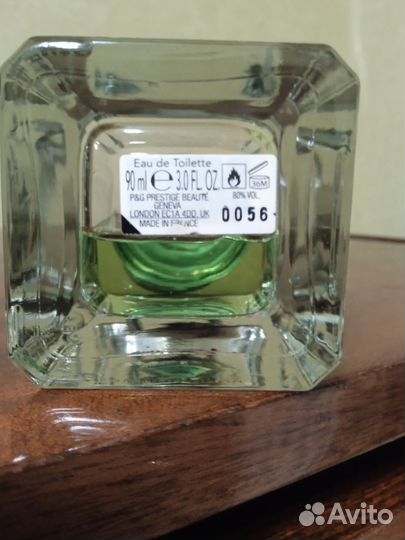 Eau de Toilette
90 ml ℮ 3.0 FL. OZ.
36M
P&G PRESTIGE BEAUTÉ
GENEVA
LONDON EC1A 4DD, UK
MADE IN FRANCE
80% VOL.
0056
Avito